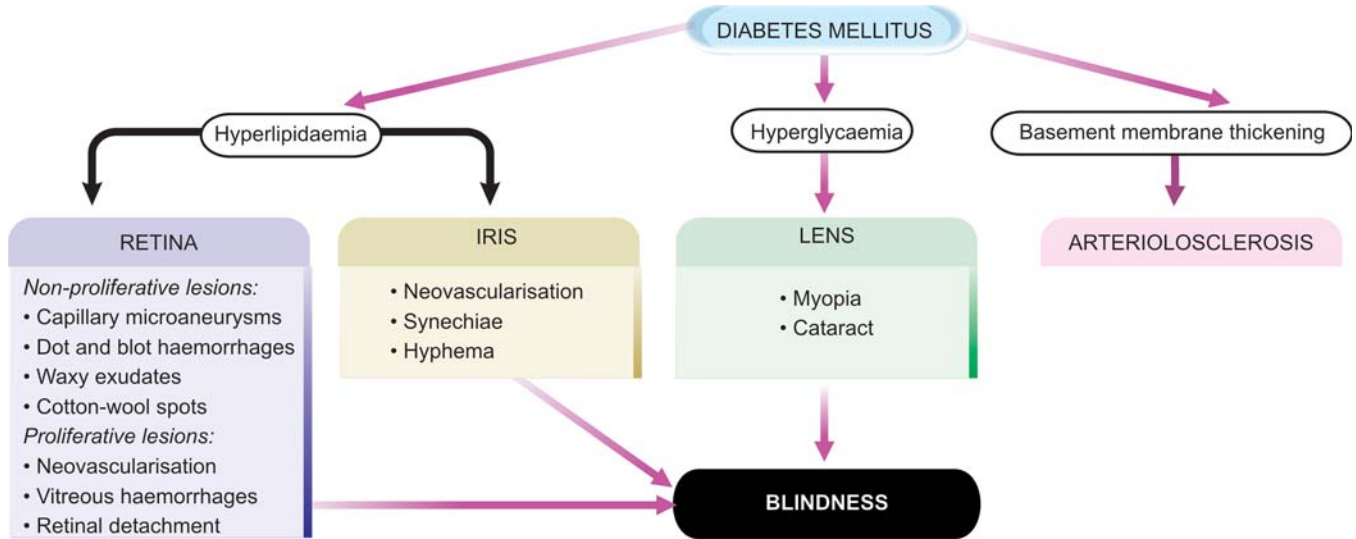 DIABETES MELLITUS
Hyperlipidaemia
Hyperglycaemia
Basement membrane thickening
RETINA
Non-proliferative lesions:
• Capillary microaneurysms
• Dot and blot haemorrhages
• Waxy exudates
• Cotton-wool spots
Proliferative lesions:
• Neovascularisation
• Vitreous haemorrhages
• Retinal detachment
IRIS
• Neovascularisation
• Synechiae
• Hyphema
LENS
• Myopia
• Cataract
ARTERIOLOSCLEROSIS
BLINDNESS